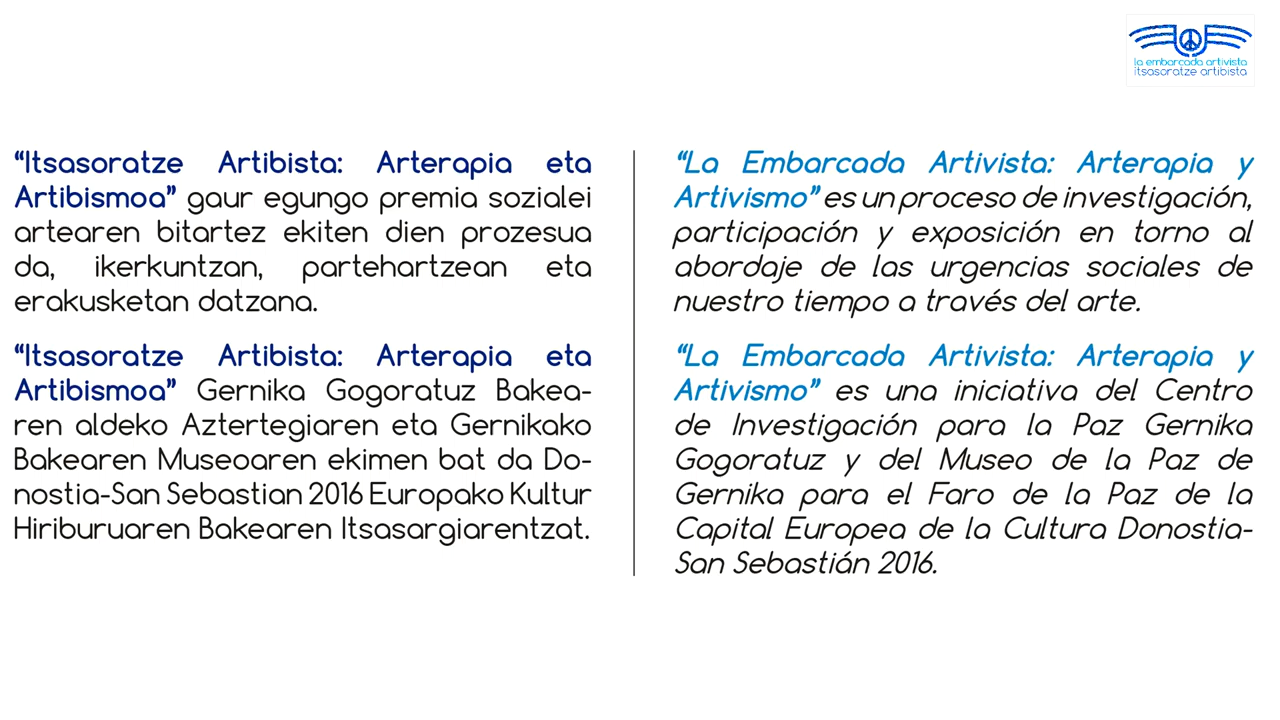 la embarcada artivista
itsasoratze artibista
“Itsasoratze Artibista: Arterapia eta
Artibismoa” gaur egungo premia sozialei
artearen bitartez ekiten dien prozesua
da, ikerkuntzan, partehartzean eta
erakusketan datzana.
“Itsasoratze Artibista: Arterapia eta
Artibismoa” Gernika Gogoratuz Bakea-
ren aldeko Aztertegiaren eta Gernikako
Bakearen Museoaren ekimen bat da Do-
nostia-San Sebastian 2016 Europako Kultur
Hiriburuaren Bakearen Itsasargiarentzat.
“La Embarcada Artivista: Arterapia y
Artivismo” es un proceso de investigación,
participación y exposición en torno al
abordaje de las urgencias sociales de
nuestro tiempo a través del arte.
“La Embarcada Artivista: Arterapia y
Artivismo” es una iniciativa del Centro
de Investigación para la Paz Gernika
Gogoratuz y del Museo de la Paz de
Gernika para el Faro de la Paz de la
Capital Europea de la Cultura Donostia-
San Sebastián 2016.